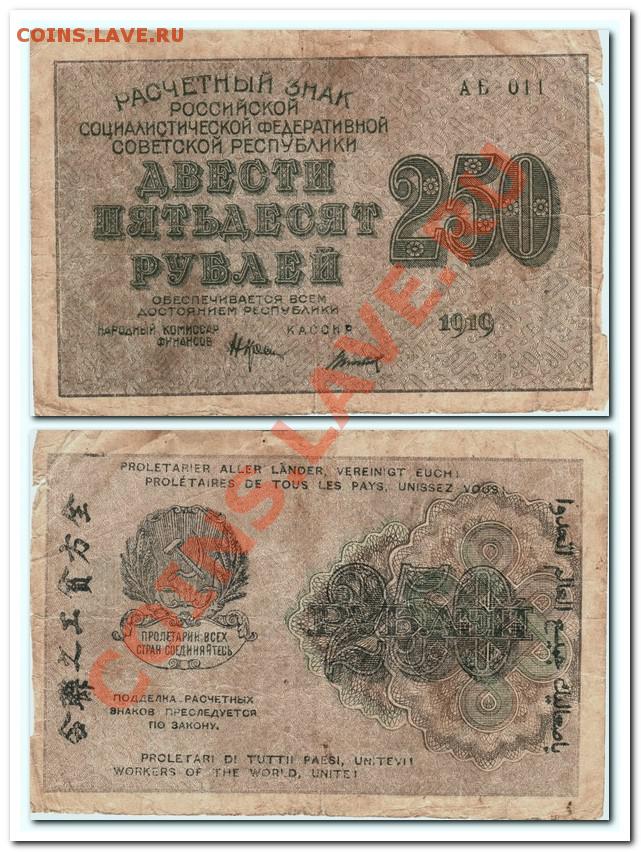 COINS.LAVE.RU
РАСЧЕТНЫЙ ЗНАК
РОССИЙСКОЙ
СОЦИАЛИСТИЧЕСКОЙ ФЕДЕРАТИВНОЙ
СОВЕТСКОЙ РЕСПУБЛИКИ
ДВЕСТИ
ПЯТЬДЕСЯТ
РУБЛЕЙ
ОБЕСПЕЧИВАЕТСЯ ВСЕМ
ДОСТОЯНИЕМ РЕСПУБЛИКИ
НАРОДНЫЙ КОМИССАР
ФИНАНСОВ
КАССИР
АБ 011
250
1919
PROLETARIER ALLER LÄNDER, VEREINIGT EUCH!
PROLÉTAIRES DE TOUS LES PAYS, UNISSEZ VOUS!
ПРОЛЕТАРИИ ВСЕХ
СТРАН СОЕДИНЯЙТЕСЬ
250
РУБЛЕЙ
ПОДДЕЛКА РАСЧЕТНЫХ
ЗНАКОВ ПРЕСЛЕДУЕТСЯ
ПО ЗАКОНУ.
PROLETARI DI TUTTII PAESI, UNITEVI!
WORKERS OF THE WORLD, UNITE!
COINS.LAVE.RU